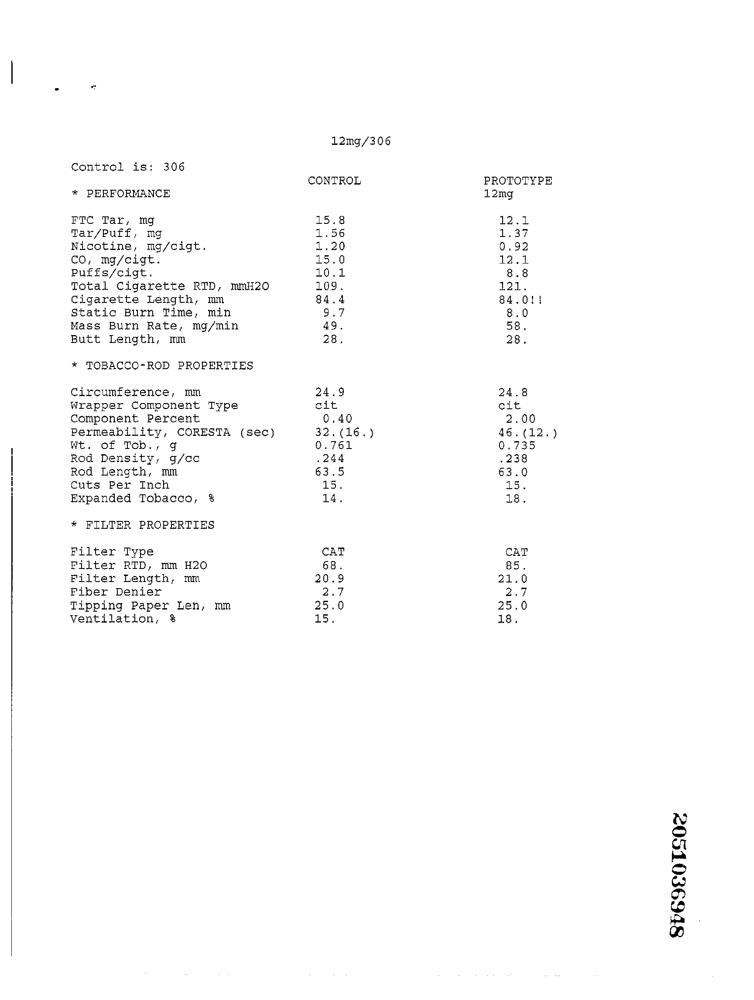 12mg/306
Control is: 306
CONTROL PROTOTYPE
* PERFORMANCE 12mg
FTC Tar, mg 15.8 12.1
Tar/Puff, mg 1.56 1.37
Nicotine, mg/cigt. 1.20 0.92
CO, mg/cigt. 15.0 12.1
Puffs/cigt. 10.1 8.8
Total Cigarette RTD, mmH2O 109. 121.
Cigarette Length, mm 84.4 84.0!!
Static Burn Time, min 9.7 8.0
Mass Burn Rate, mg/min 49. 58.
Butt Length, mm 28. 28.
* TOBACCO-ROD PROPERTIES
Circumference, mm 24.9 24.8
Wrapper Component Type cit cit
Component Percent 0.40 2.00
Permeability, CORESTA (sec) 32.(16.) 46.(12.)
Wt. of Tob., g 0.761 0.735
Rod Density, g/cc .244 .238
Rod Length, mm 63.5 63.0
Cuts Per Inch 15. 15.
Expanded Tobacco, % 14. 18.
* FILTER PROPERTIES
Filter Type CAT CAT
Filter RTD, mm H2O 68. 85.
Filter Length, mm 20.9 21.0
Fiber Denier 2.7 2.7
Tipping Paper Len, mm 25.0 25.0
Ventilation, % 15. 18.
2051036948